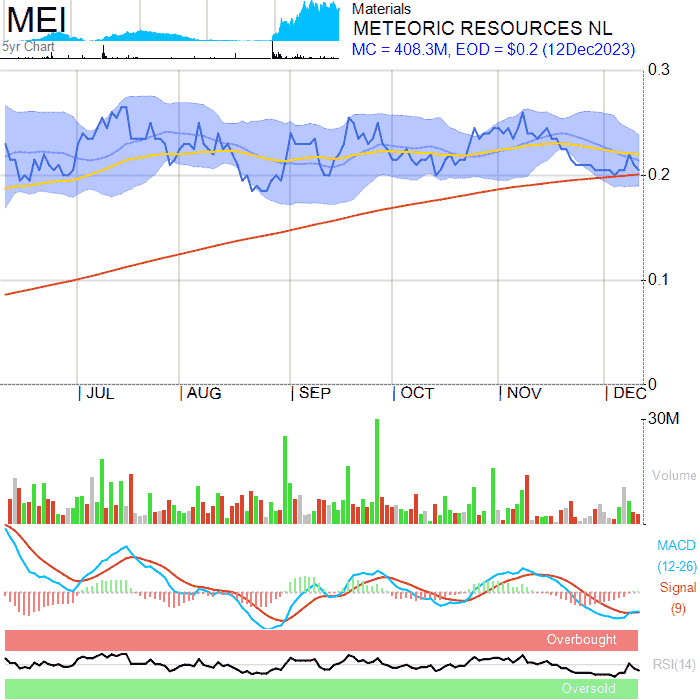 MEI
5yr Chart
Materials
METEORIC RESOURCES NL
MC = 408.3M, EOD = $0.2 (12Dec2023)
0.3
0.2
0.1
0
| JUL | AUG | SEP | OCT | NOV | DEC
30M
Volume
MACD
(12-26)
Signal
(9)
Overbought
RSI(14)
Oversold